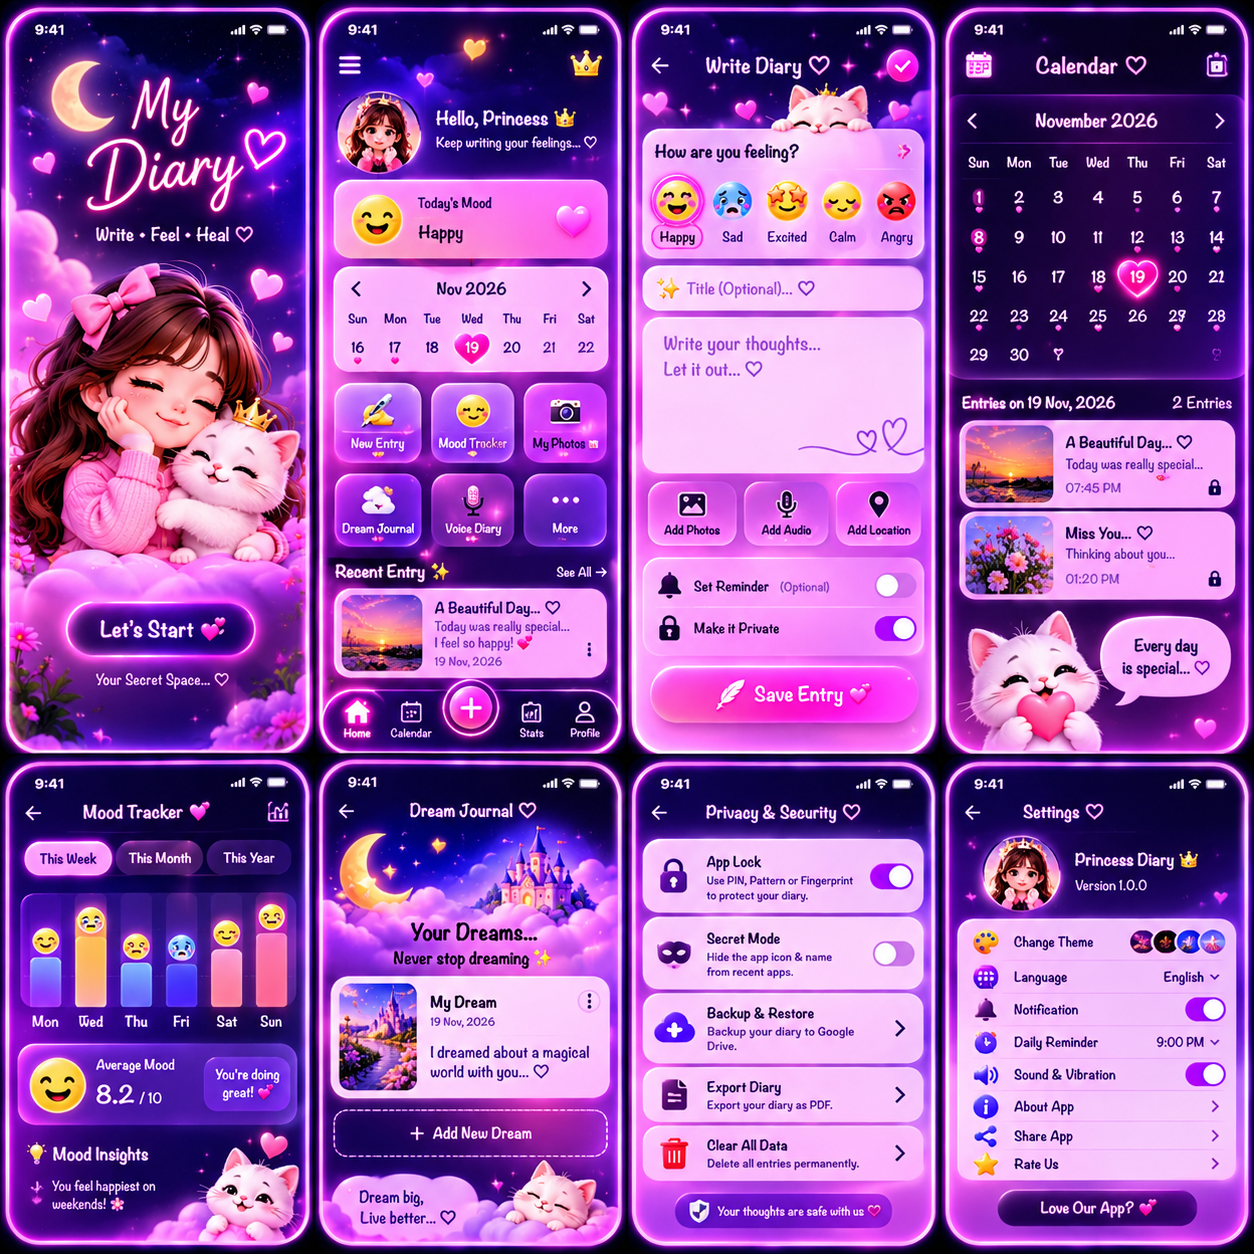 9:41
My
Diary
Write • Feel • Heal
Let's Start
Your Secret Space...
9:41
Hello, Princess
Keep writing your feelings...
Today's Mood
Happy
Nov 2026
Sun Mon Tue Wed Thu Fri Sat
16 17 18 19 20 21 22
New Entry Mood Tracker My Photos
Dream Journal Voice Diary More
Recent Entry See All →
A Beautiful Day...
Today was really special...
I feel so happy!
19 Nov, 2026
Home Calendar Stats Profile
9:41
Write Diary
How are you feeling?
Happy Sad Excited Calm Angry
Title (Optional)...
Write your thoughts...
Let it out...
Add Photos Add Audio Add Location
Set Reminder (Optional)
Make it Private
Save Entry
9:41
Calendar
November 2026
Sun Mon Tue Wed Thu Fri Sat
1 2 3 4 5 6 7
8 9 10 11 12 13 14
15 16 17 18 19 20 21
22 23 24 25 26 29 28
29 30
Entries on 19 Nov, 2026 2 Entries
A Beautiful Day...
Today was really special...
07:45 PM
Miss You...
Thinking about you...
01:20 PM
Every day
is special...
9:41
Mood Tracker
This Week This Month This Year
Mon Wed Thu Fri Sat Sun
Average Mood
8.2 / 10
You're doing
great!
Mood Insights
You feel happiest on
weekends!
9:41
Dream Journal
Your Dreams...
Never stop dreaming
My Dream
19 Nov, 2026
I dreamed about a magical
world with you...
+ Add New Dream
Dream big,
Live better...
9:41
Privacy & Security
App Lock
Use PIN, Pattern or Fingerprint
to protect your diary.
Secret Mode
Hide the app icon & name
from recent apps.
Backup & Restore
Backup your diary to Google
Drive.
Export Diary
Export your diary as PDF.
Clear All Data
Delete all entries permanently.
Your thoughts are safe with us
9:41
Settings
Princess Diary
Version 1.0.0
Change Theme
Language English
Notification
Daily Reminder 9:00 PM
Sound & Vibration
About App
Share App
Rate Us
Love Our App?